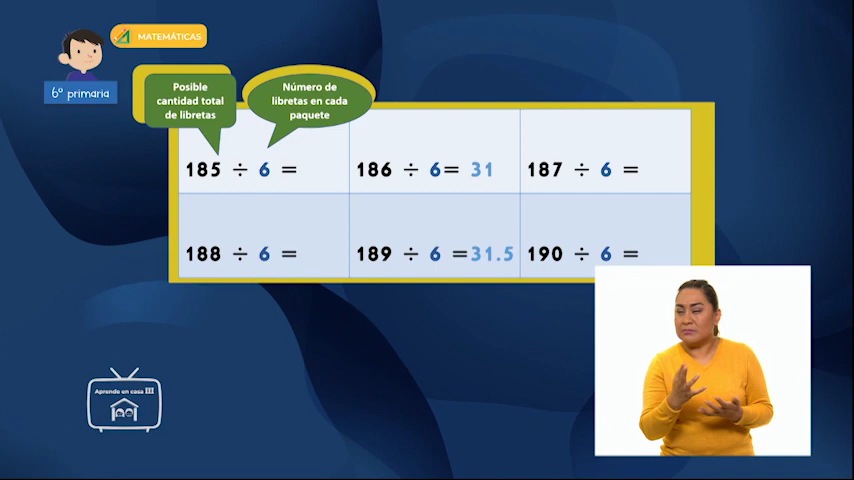 MATEMÁTICAS
6º primaria
Posible
cantidad total
de libretas
Número de
libretas en cada
paquete
185 ÷ 6 =
186 ÷ 6= 31
187 ÷ 6 =
188 ÷ 6 =
189 ÷ 6 =31.5
190 ÷ 6 =
Aprende en casa III